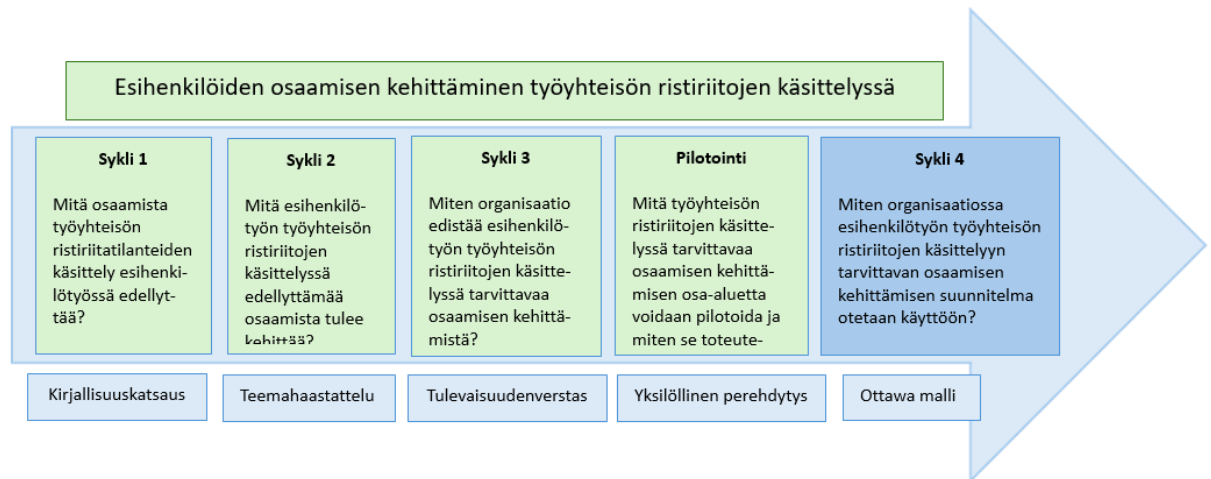 Esihenkilöiden osaamisen kehittäminen työyhteisön ristiriitojen käsittelyssä
Sykli 1
Mitä osaamista
työyhteisön
ristiriitatilanteiden
käsittely esihenki-
lötyössä edellyt-
tää?
Sykli 2
Mitä esihenkilö-
työn työyhteisön
ristiriitojen
käsittelyssä
edellyttämää
osaamista tulee
kehittää?
Sykli 3
Miten organisaatio
edistää esihenkilö-
työn työyhteisön
ristiriitojen käsitte-
lyssä tarvittavaa
osaamisen kehittä-
mistä?
Pilotointi
Mitä työyhteisön
ristiriitojen käsitte-
lyssä tarvittavaa
osaamisen kehittä-
misen osa-aluetta
voidaan pilotoida ja
miten se toteute-
Sykli 4
Miten organisaatiossa
esihenkilötyön työyhteisön
ristiriitojen käsittelyyn
tarvittavan osaamisen
kehittämisen suunnitelma
otetaan käyttöön?
Kirjallisuuskatsaus
Teemahaastattelu
Tulevaisuudenverstas
Yksilöllinen perehdytys
Ottawa malli